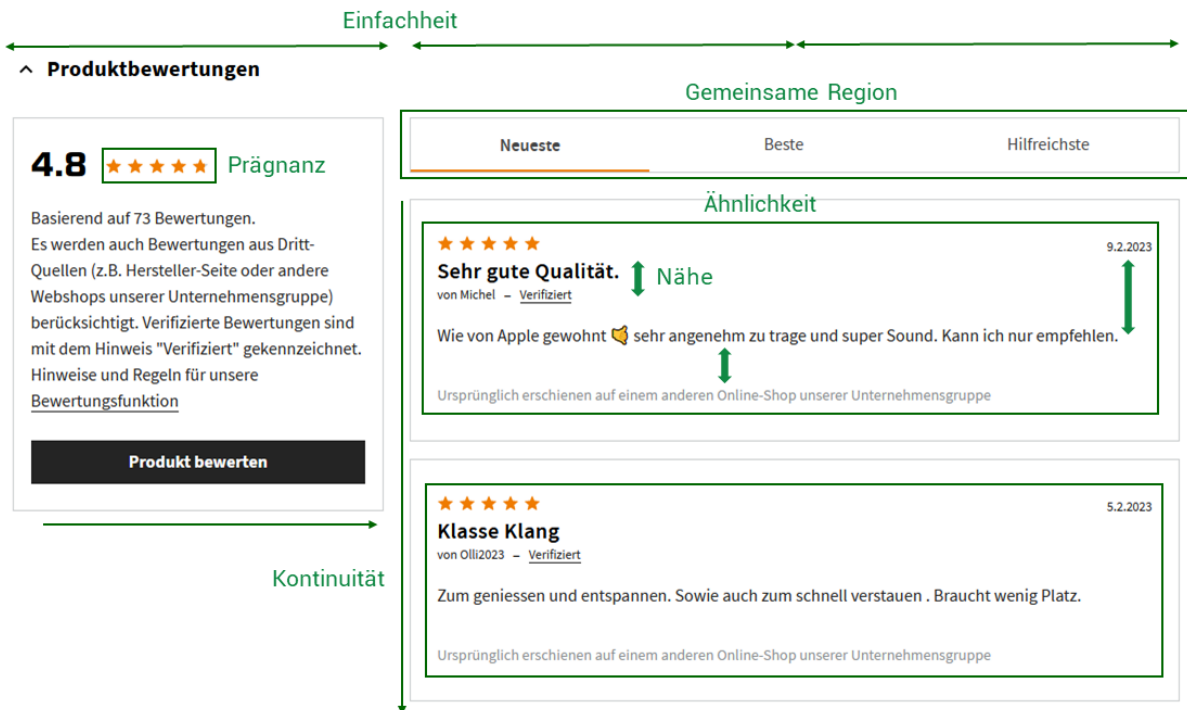 Einfachheit
Produktbewertungen
4.8
Prägnanz
Basierend auf 73 Bewertungen.
Es werden auch Bewertungen aus Dritt-
Quellen (z.B. Hersteller-Seite oder andere
Webshops unserer Unternehmensgruppe)
berücksichtigt. Verifizierte Bewertungen sind
mit dem Hinweis "Verifiziert" gekennzeichnet.
Hinweise und Regeln für unsere
Bewertungsfunktion
Produkt bewerten
Kontinuität
Gemeinsame Region
Neueste Beste Hilfreichste
Ähnlichkeit
9.2.2023
Sehr gute Qualität. Nähe
von Michel – Verifiziert
Wie von Apple gewohnt 🤙 sehr angenehm zu trage und super Sound. Kann ich nur empfehlen.
Ursprünglich erschienen auf einem anderen Online-Shop unserer Unternehmensgruppe
5.2.2023
Klasse Klang
von Olli2023 – Verifiziert
Zum geniessen und entspannen. Sowie auch zum schnell verstauen . Braucht wenig Platz.
Ursprünglich erschienen auf einem anderen Online-Shop unserer Unternehmensgruppe